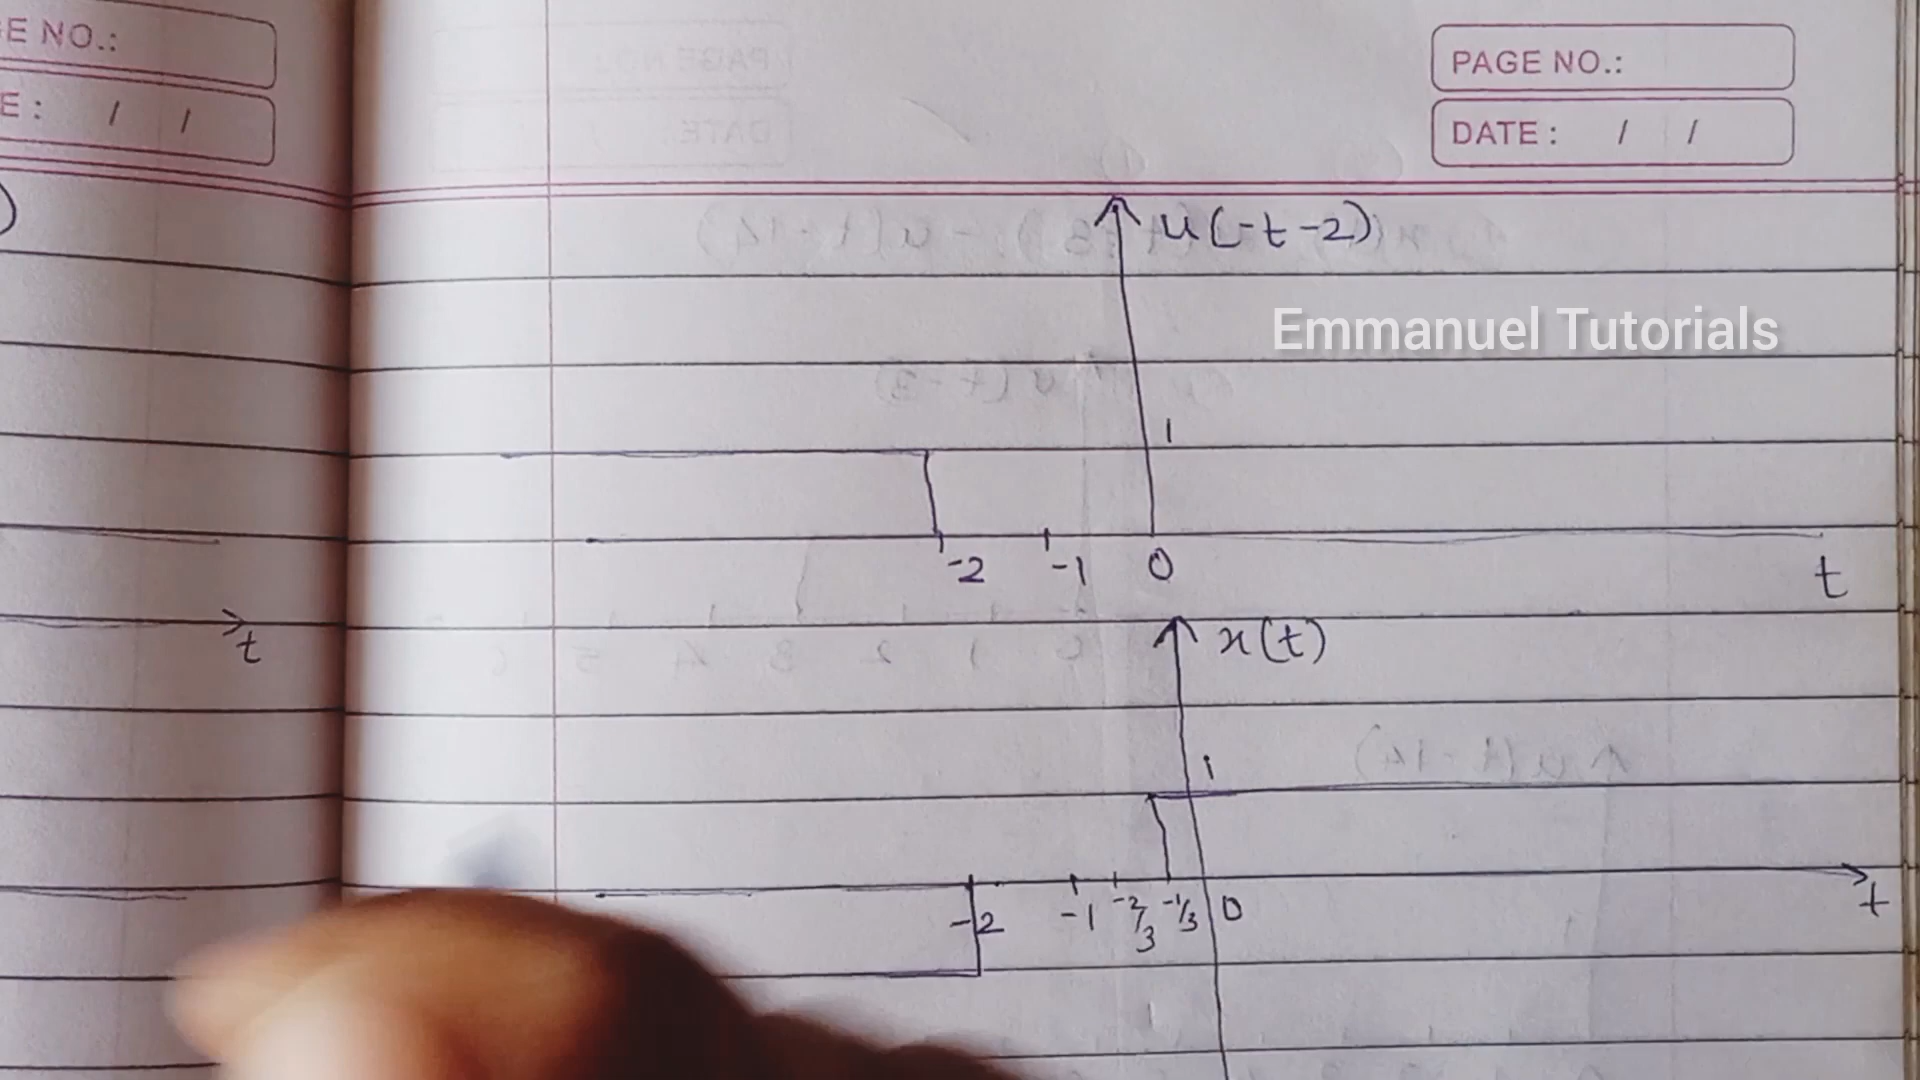 E NO.:
E : / /
PAGE NO.:
DATE : / /
)
u(-t-2)
Emmanuel Tutorials
1
-2 -1 0 t
t
x(t)
1
-2 -1 -2/3 -1/3 0 t